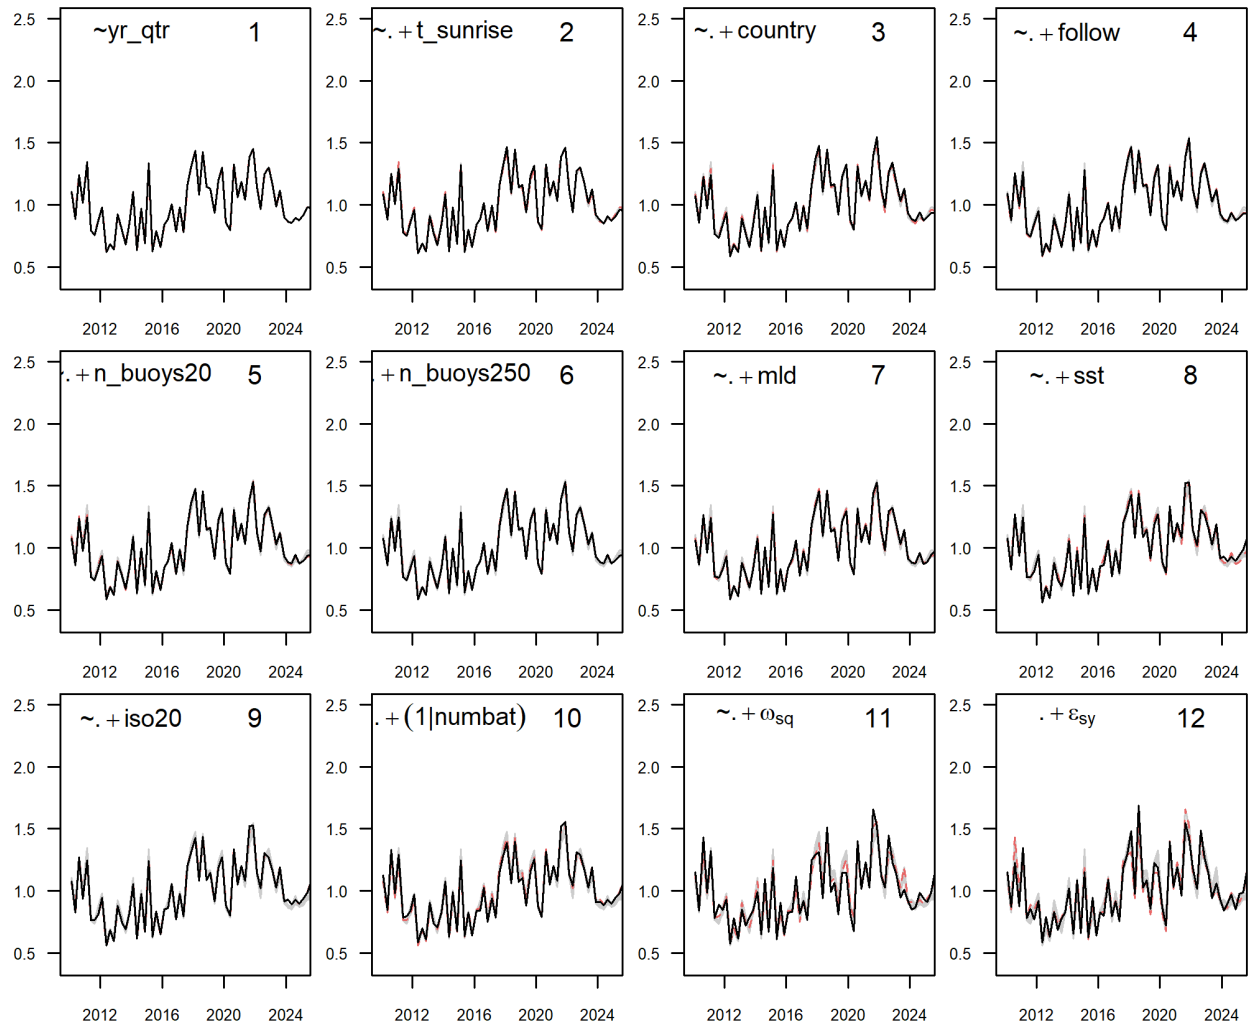 ~yr_qtr 1
~. + t_sunrise 2
~. + country 3
~. + follow 4
2.5 2.5 2.5 2.5
2.0 2.0 2.0 2.0
1.5 1.5 1.5 1.5
1.0 1.0 1.0 1.0
0.5 0.5 0.5 0.5
2012 2016 2020 2024 2012 2016 2020 2024 2012 2016 2020 2024 2012 2016 2020 2024
. + n_buoys20 5
. + n_buoys250 6
~. + mld 7
~. + sst 8
2.5 2.5 2.5 2.5
2.0 2.0 2.0 2.0
1.5 1.5 1.5 1.5
1.0 1.0 1.0 1.0
0.5 0.5 0.5 0.5
2012 2016 2020 2024 2012 2016 2020 2024 2012 2016 2020 2024 2012 2016 2020 2024
~. + iso20 9
. + (1|numbat) 10
~. + ωsq 11
. + εsy 12
2.5 2.5 2.5 2.5
2.0 2.0 2.0 2.0
1.5 1.5 1.5 1.5
1.0 1.0 1.0 1.0
0.5 0.5 0.5 0.5
2012 2016 2020 2024 2012 2016 2020 2024 2012 2016 2020 2024 2012 2016 2020 2024